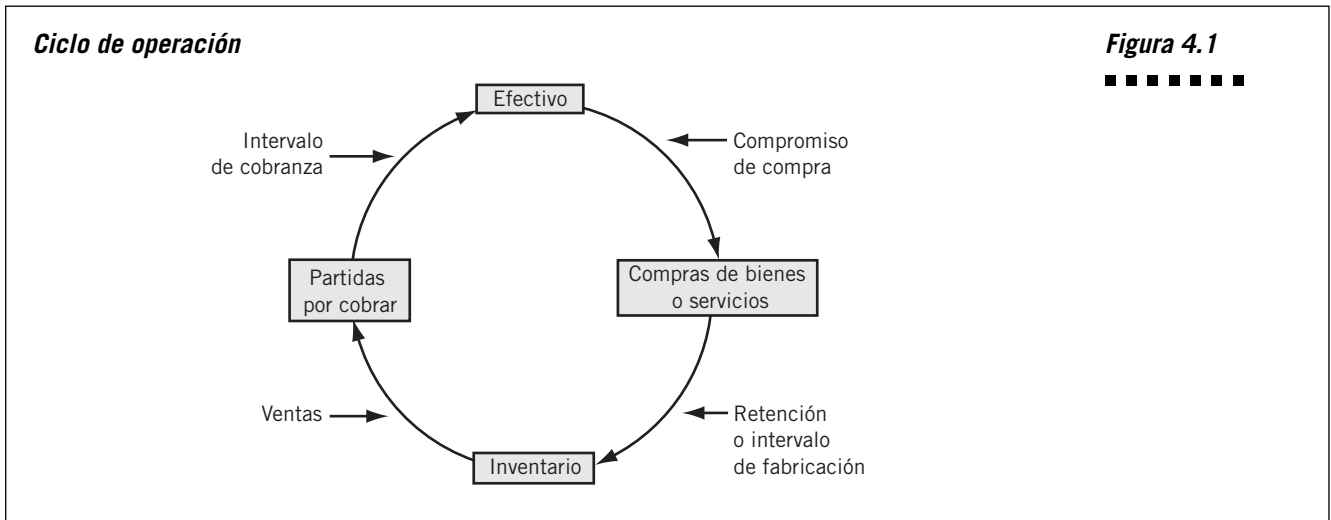 Ciclo de operación
Figura 4.1
Efectivo
Intervalo
de cobranza
Compromiso
de compra
Partidas
por cobrar
Compras de bienes
o servicios
Ventas
Retención
o intervalo
de fabricación
Inventario